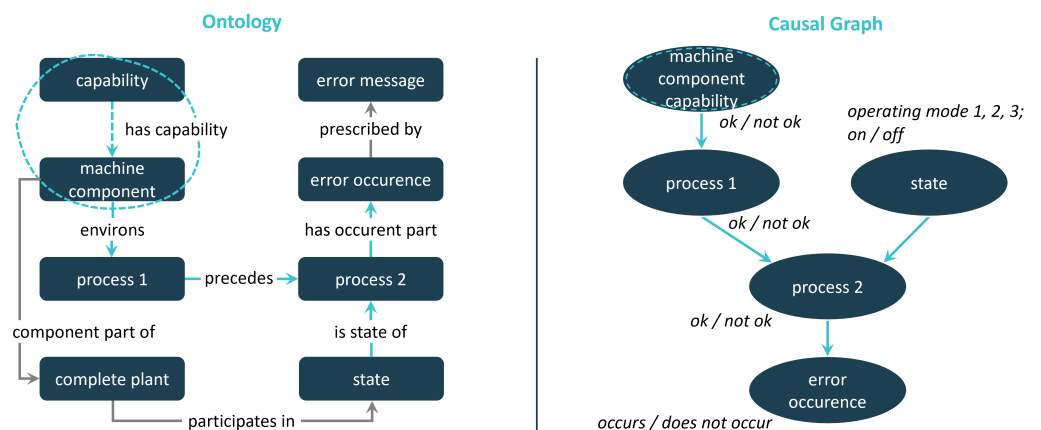 Ontology
capability
has capability
machine
component
environs
process 1
precedes
component part of
complete plant
participates in
error message
prescribed by
error occurence
has occurent part
process 2
is state of
state
Causal Graph
machine
component
capability
ok / not ok
operating mode 1, 2, 3;
on / off
process 1
state
ok / not ok
process 2
ok / not ok
error
occurence
occurs / does not occur